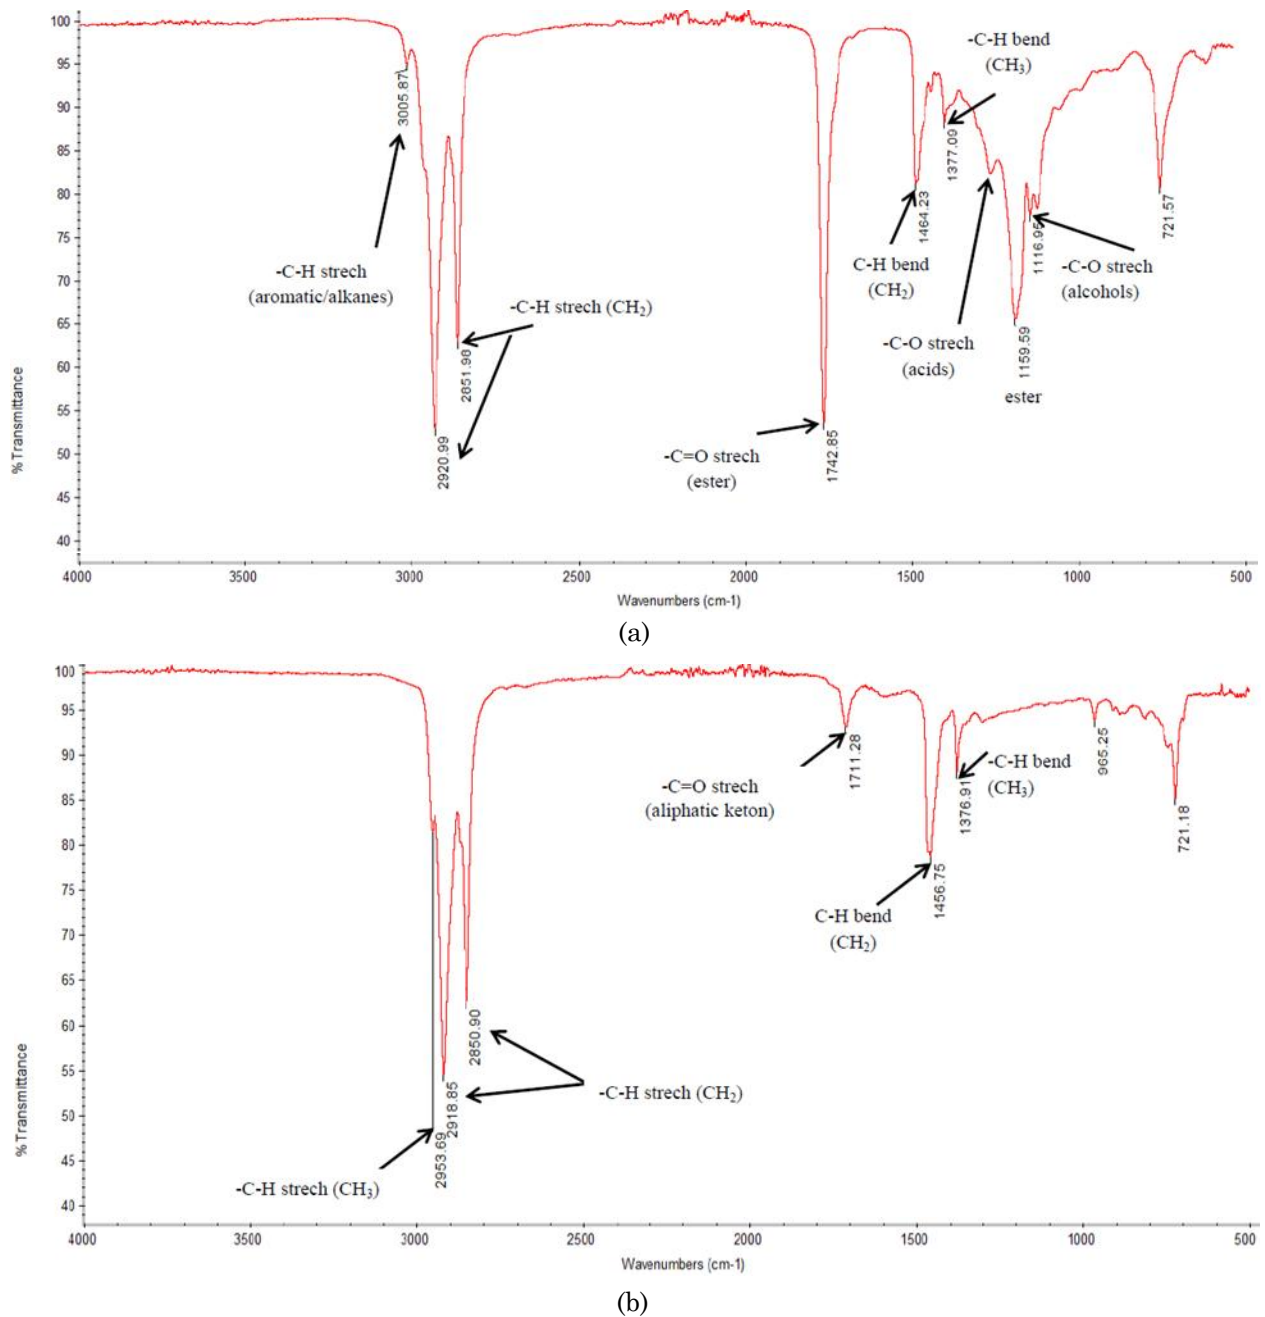 100
95
90
85
80
75
70
65
60
55
50
45
40
% Transmittance
3005.87
-C-H strech
(aromatic/alkanes)
2920.99
2851.98
-C-H strech (CH₂)
-C=O strech
(ester)
1742.85
C-H bend
(CH₂)
1464.23
-C-H bend
(CH₃)
1377.09
-C-O strech
(acids)
1159.59
ester
1116.95
-C-O strech
(alcohols)
721.57
4000 3500 3000 2500 2000 1500 1000 500
Wavenumbers (cm-1)
(a)
100
95
90
85
80
75
70
65
60
55
50
45
40
% Transmittance
-C-H strech (CH₃)
2953.69
2918.85
2850.90
-C-H strech (CH₂)
-C=O strech
(aliphatic keton)
1711.28
C-H bend
(CH₂)
1456.75
1376.91
-C-H bend
(CH₃)
965.25
721.18
4000 3500 3000 2500 2000 1500 1000 500
Wavenumbers (cm-1)
(b)